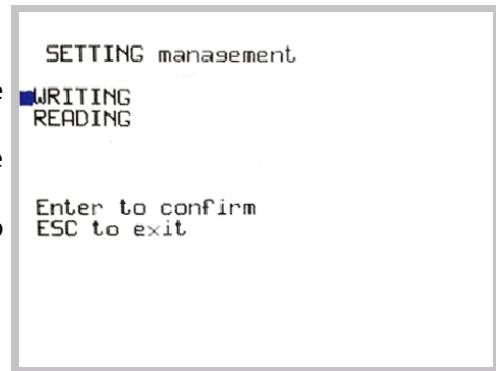 SETTING management
e
WRITING
READING
e
Enter to confirm
o
ESC to exit